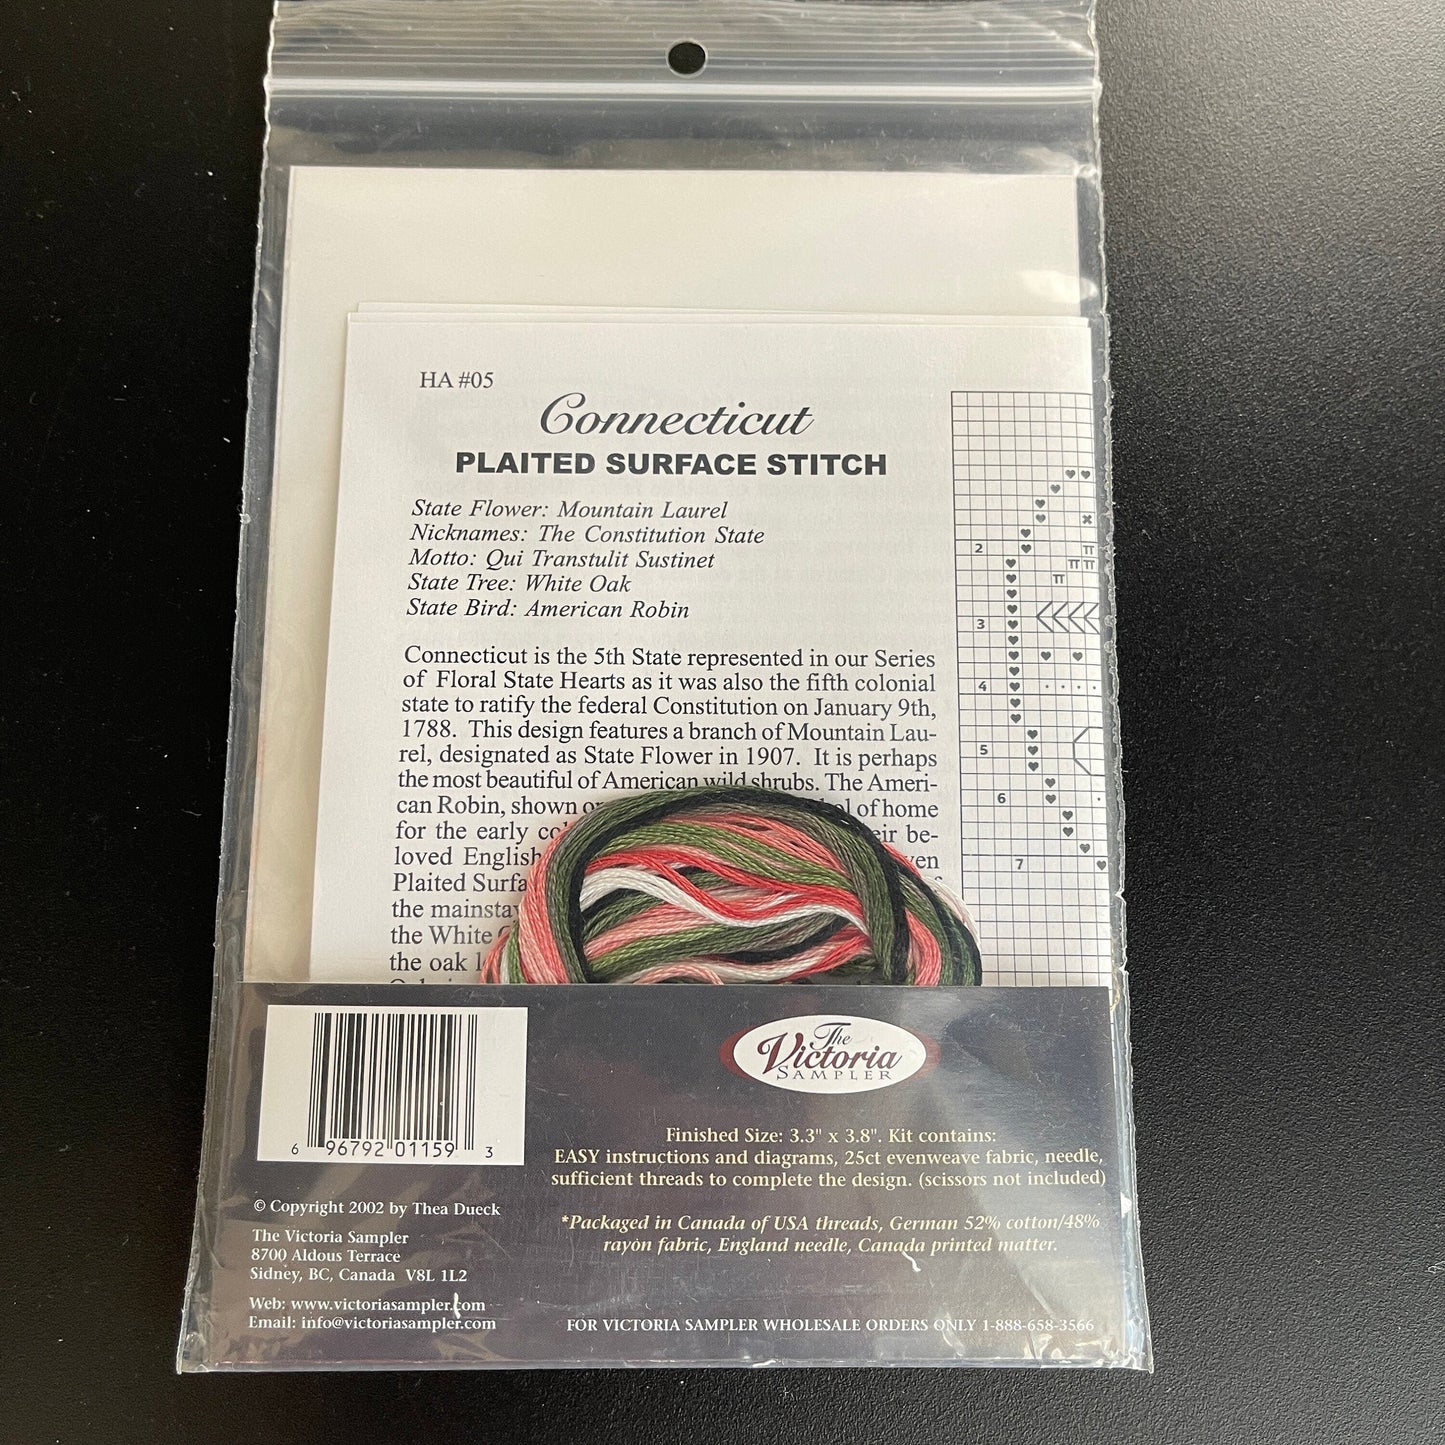 HA #05
Connecticut
PLAITED SURFACE STITCH
State Flower: Mountain Laurel
Nicknames: The Constitution State
Motto: Qui Transtulit Sustinet
State Tree: White Oak
State Bird: American Robin
Connecticut is the 5th State represented in our Series
of Floral State Hearts as it was also the fifth colonial
state to ratify the federal Constitution on January 9th,
1788. This design features a branch of Mountain Lau-
rel, designated as State Flower in 1907. It is perhaps
the most beautiful of American wild shrubs. The Ameri-
can Robin, shown of home
for the early be-
loved English
Plaited
the
the White
the oak
2
3
4
5
6
7
6 96792 01159 3
The
Victoria
SAMPLER
Finished Size: 3.3" x 3.8". Kit contains:
EASY instructions and diagrams, 25ct evenweave fabric, needle,
sufficient threads to complete the design. (scissors not included)
*Packaged in Canada of USA threads, German 52% cotton/48%
rayon fabric, England needle, Canada printed matter.
© Copyright 2002 by Thea Dueck
The Victoria Sampler
8700 Aldous Terrace
Sidney, BC, Canada V8L 1L2
Web: www.victoriasampler.com
Email: info@victoriasampler.com
FOR VICTORIA SAMPLER WHOLESALE ORDERS ONLY 1-888-658-3566